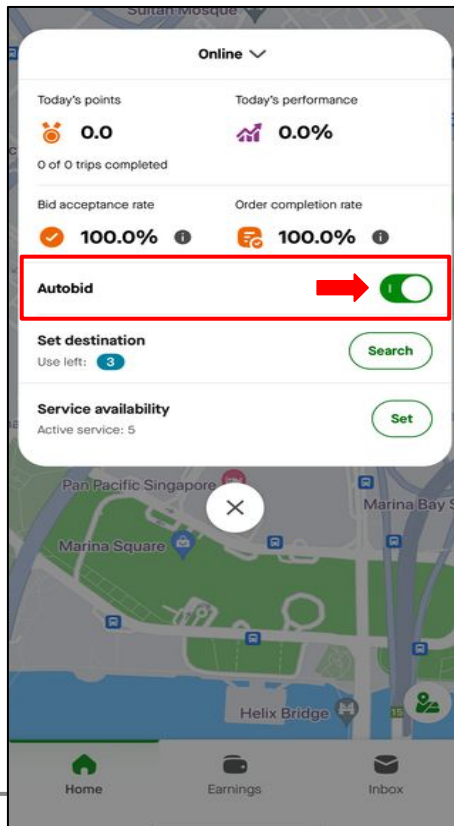 Sultan Mosque
Online
Today's points
Today's performance
0.0
0.0%
0 of 0 trips completed
Bid acceptance rate
Order completion rate
100.0%
100.0%
Autobid
Set destination
Use left: 3
Search
Service availability
Active service: 5
Set
Pan Pacific Singapore
Marina Bay S
Marina Square
Helix Bridge
15
Home
Earnings
Inbox